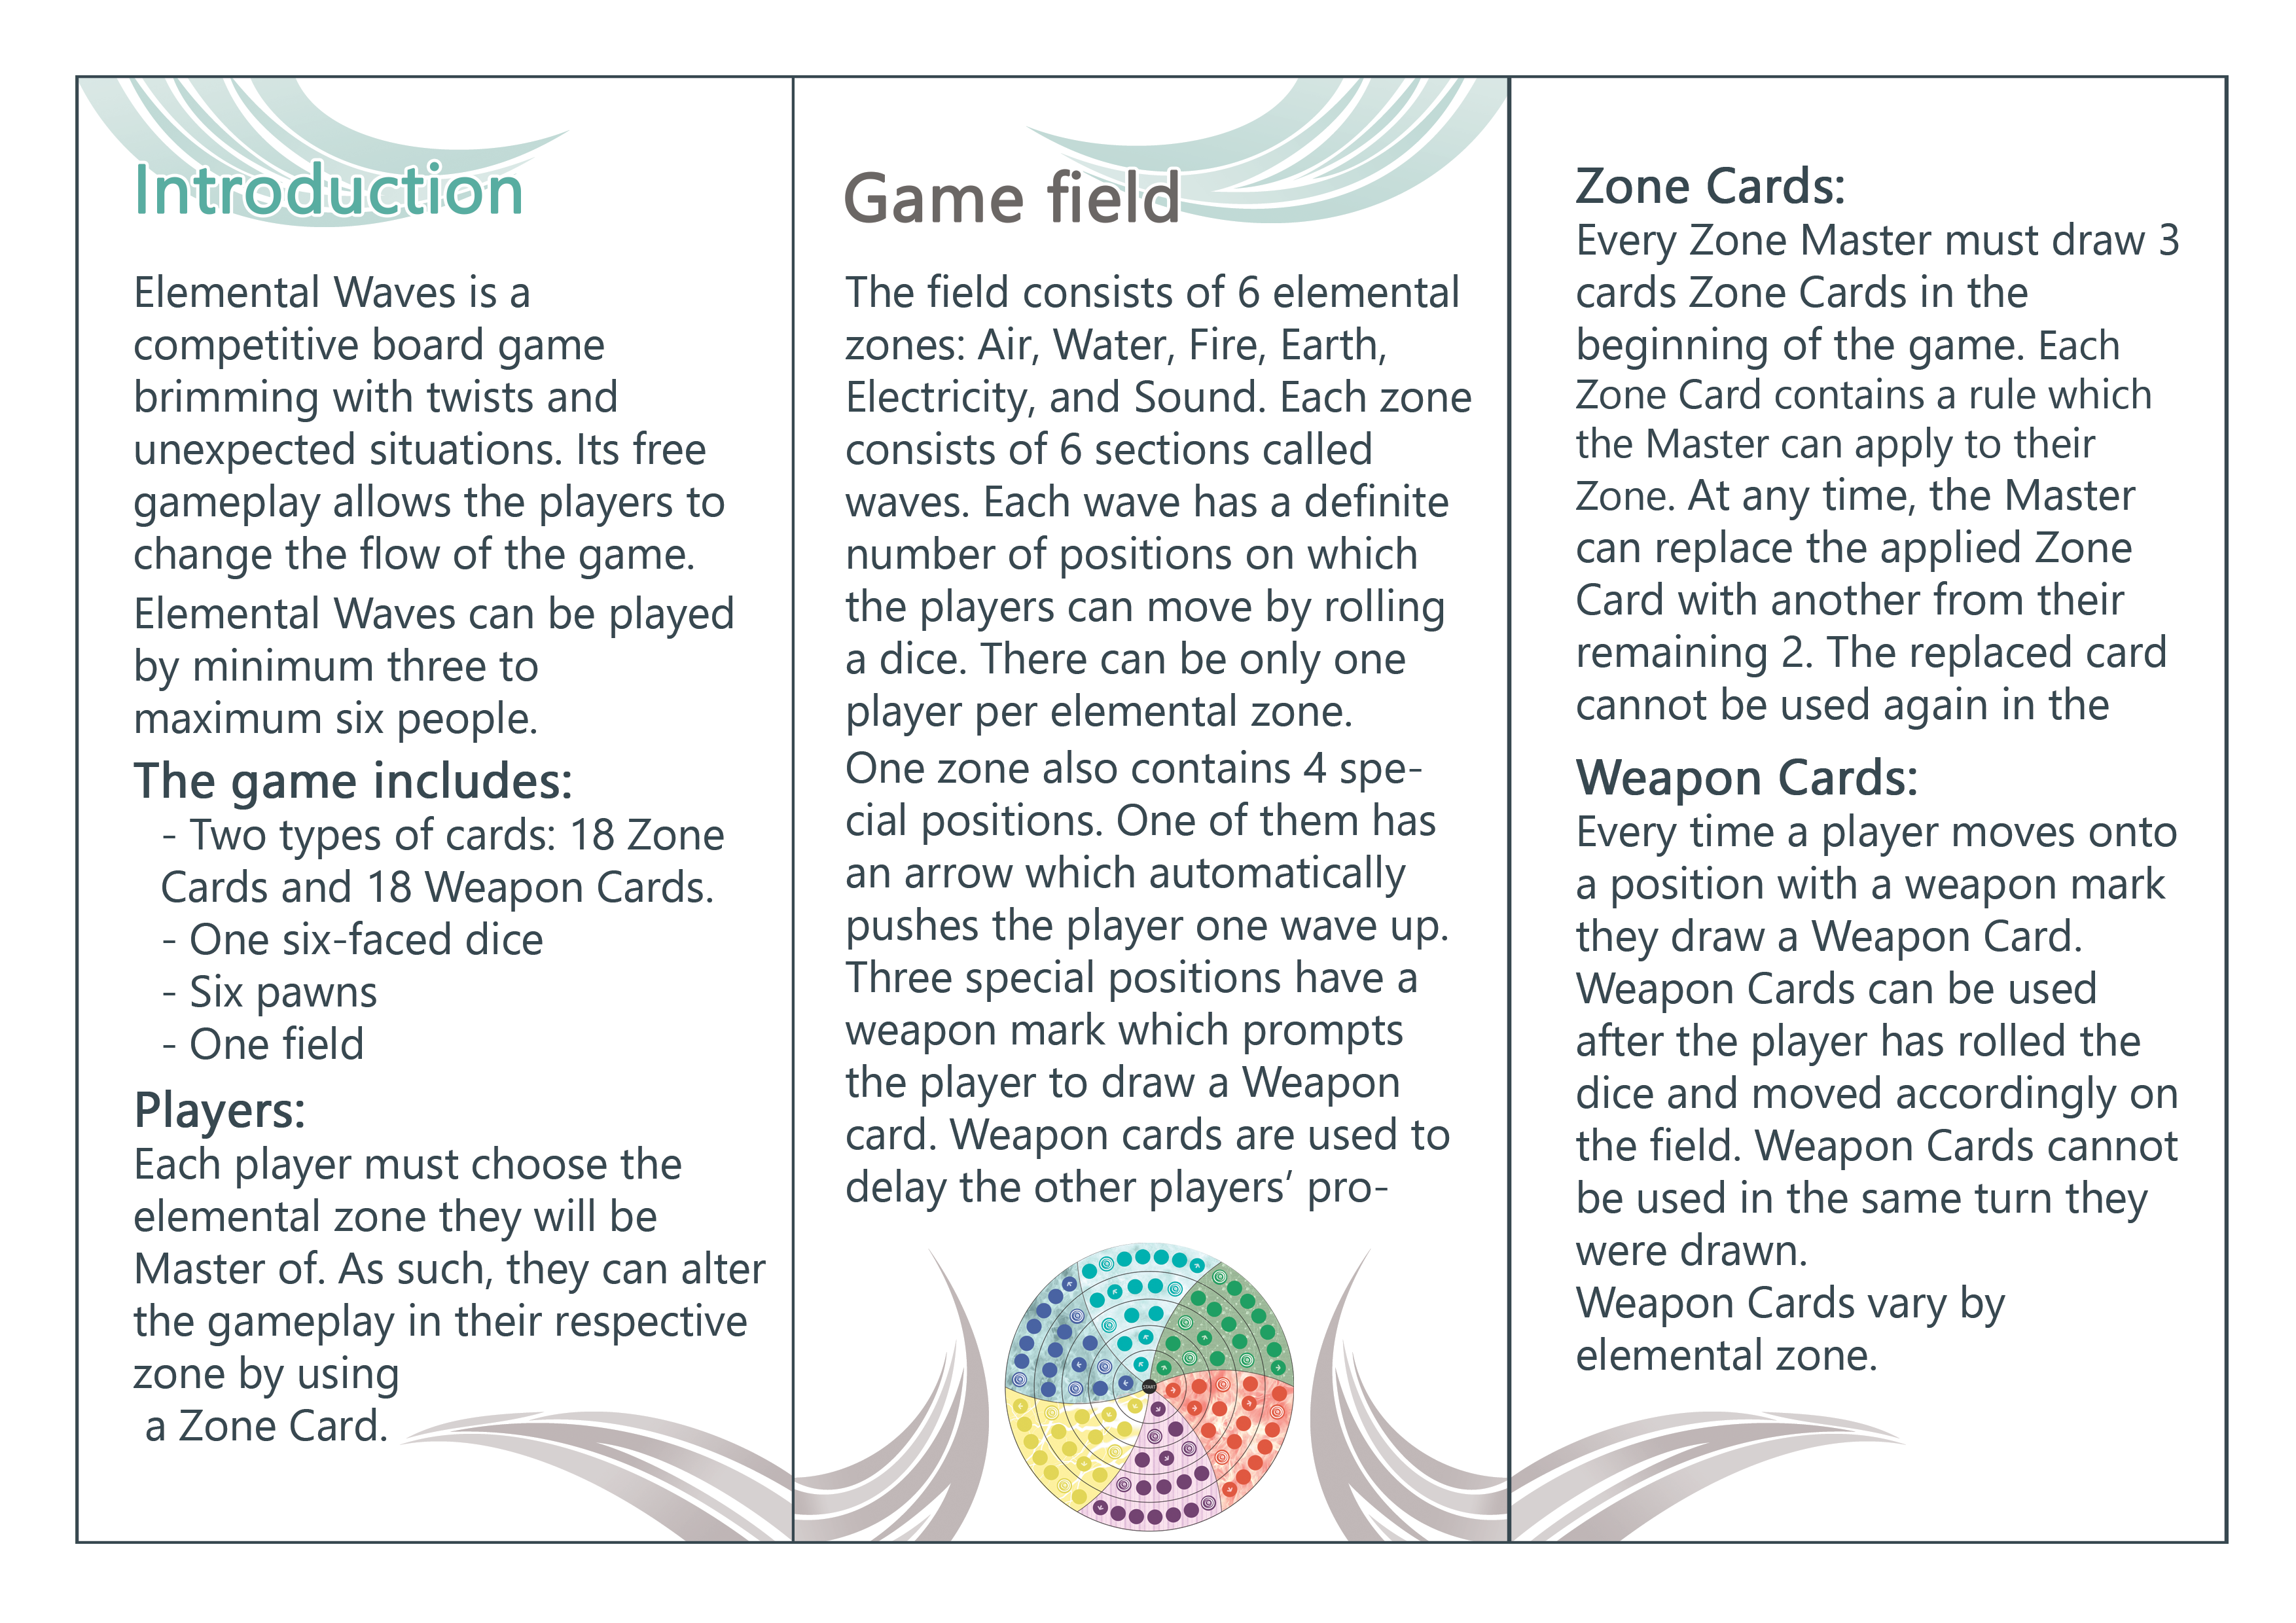 Introduction
Elemental Waves is a
competitive board game
brimming with twists and
unexpected situations. Its free
gameplay allows the players to
change the flow of the game.
Elemental Waves can be played
by minimum three to
maximum six people.
The game includes:
- Two types of cards: 18 Zone
Cards and 18 Weapon Cards.
- One six-faced dice
- Six pawns
- One field
Players:
Each player must choose the
elemental zone they will be
Master of. As such, they can alter
the gameplay in their respective
zone by using
a Zone Card.
Game field
The field consists of 6 elemental
zones: Air, Water, Fire, Earth,
Electricity, and Sound. Each zone
consists of 6 sections called
waves. Each wave has a definite
number of positions on which
the players can move by rolling
a dice. There can be only one
player per elemental zone.
One zone also contains 4 spe-
cial positions. One of them has
an arrow which automatically
pushes the player one wave up.
Three special positions have a
weapon mark which prompts
the player to draw a Weapon
card. Weapon cards are used to
delay the other players’ pro-
START
Zone Cards:
Every Zone Master must draw 3
cards Zone Cards in the
beginning of the game. Each
Zone Card contains a rule which
the Master can apply to their
Zone. At any time, the Master
can replace the applied Zone
Card with another from their
remaining 2. The replaced card
cannot be used again in the
Weapon Cards:
Every time a player moves onto
a position with a weapon mark
they draw a Weapon Card.
Weapon Cards can be used
after the player has rolled the
dice and moved accordingly on
the field. Weapon Cards cannot
be used in the same turn they
were drawn.
Weapon Cards vary by
elemental zone.